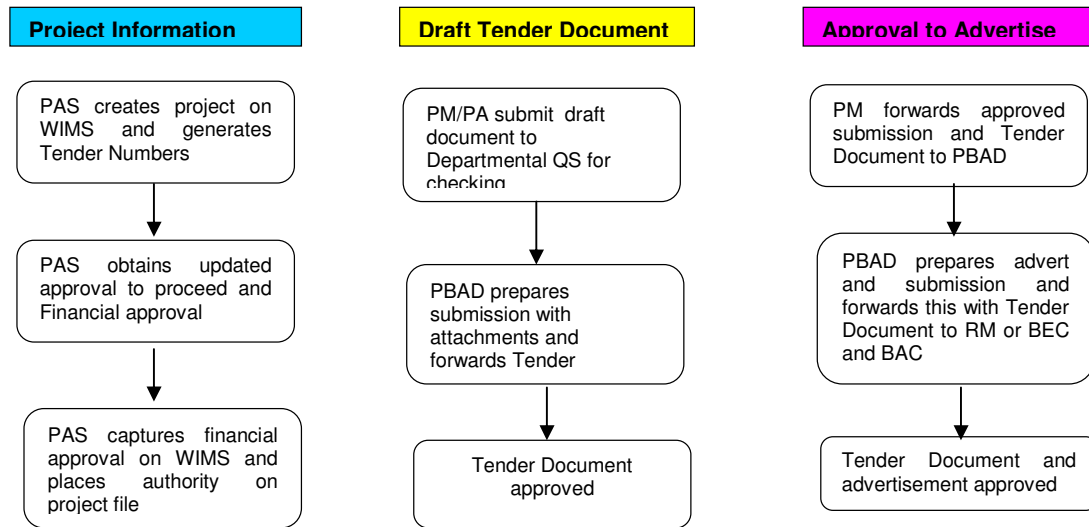 Project Information
PAS creates project on
WIMS and generates
Tender Numbers
PAS obtains updated
approval to proceed and
Financial approval
PAS captures financial
approval on WIMS and
places authority on
project file
Draft Tender Document
PM/PA submit draft
document to
Departmental QS for
checking
PBAD prepares
submission with
attachments and
forwards Tender
Tender Document
approved
Approval to Advertise
PM forwards approved
submission and Tender
Document to PBAD
PBAD prepares advert
and submission and
forwards this with Tender
Document to RM or BEC
and BAC
Tender Document and
advertisement approved